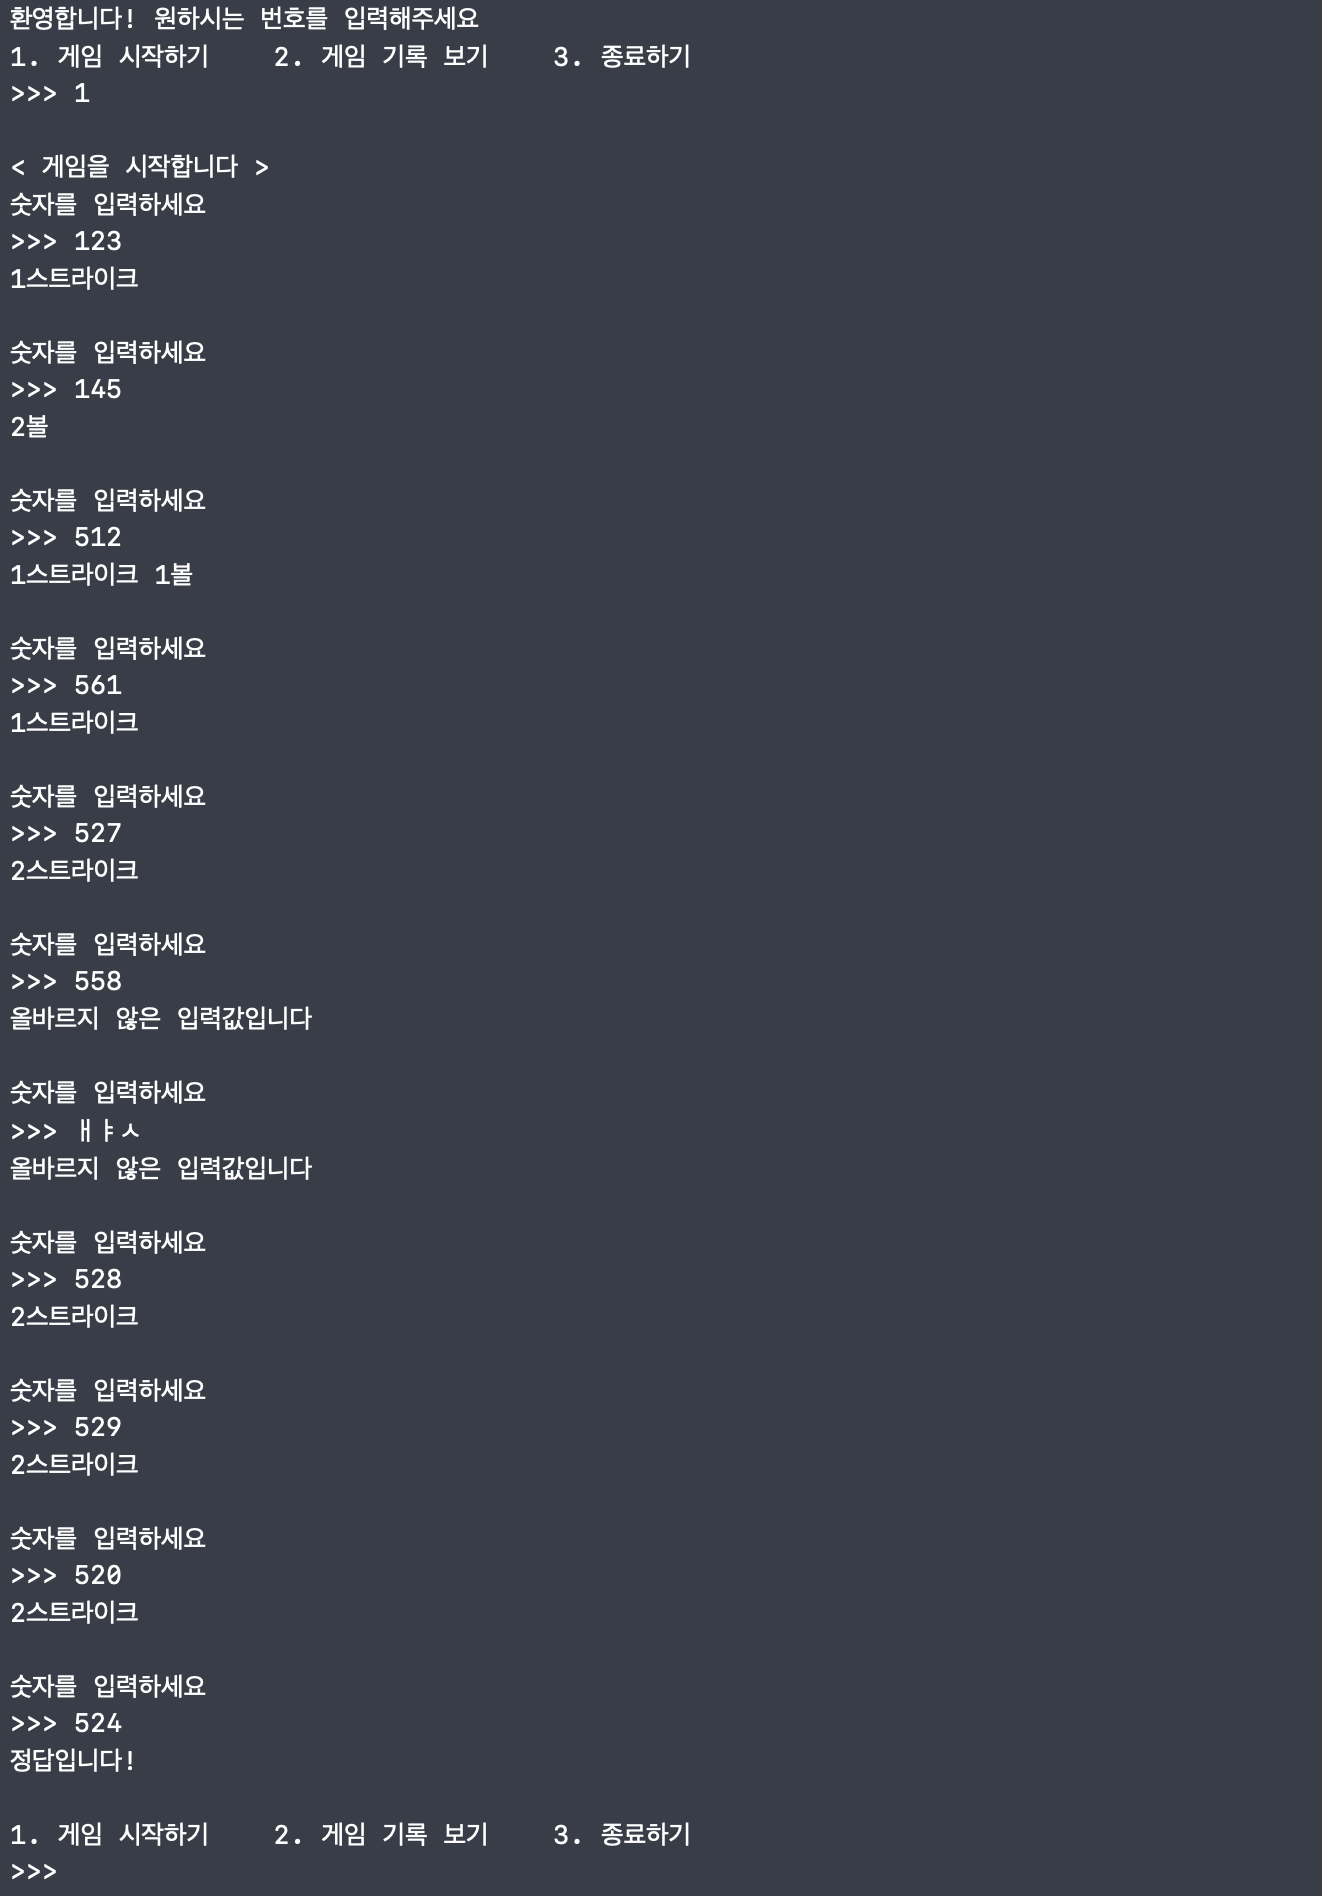 환영합니다! 원하시는 번호를 입력해주세요
1. 게임 시작하기    2. 게임 기록 보기    3. 종료하기
>>> 1
< 게임을 시작합니다 >
숫자를 입력하세요
>>> 123
1스트라이크
숫자를 입력하세요
>>> 145
2볼
숫자를 입력하세요
>>> 512
1스트라이크 1볼
숫자를 입력하세요
>>> 561
1스트라이크
숫자를 입력하세요
>>> 527
2스트라이크
숫자를 입력하세요
>>> 558
올바르지 않은 입력값입니다
숫자를 입력하세요
>>> ㅐㅑㅅ
올바르지 않은 입력값입니다
숫자를 입력하세요
>>> 528
2스트라이크
숫자를 입력하세요
>>> 529
2스트라이크
숫자를 입력하세요
>>> 520
2스트라이크
숫자를 입력하세요
>>> 524
정답입니다!
1. 게임 시작하기    2. 게임 기록 보기    3. 종료하기
>>>